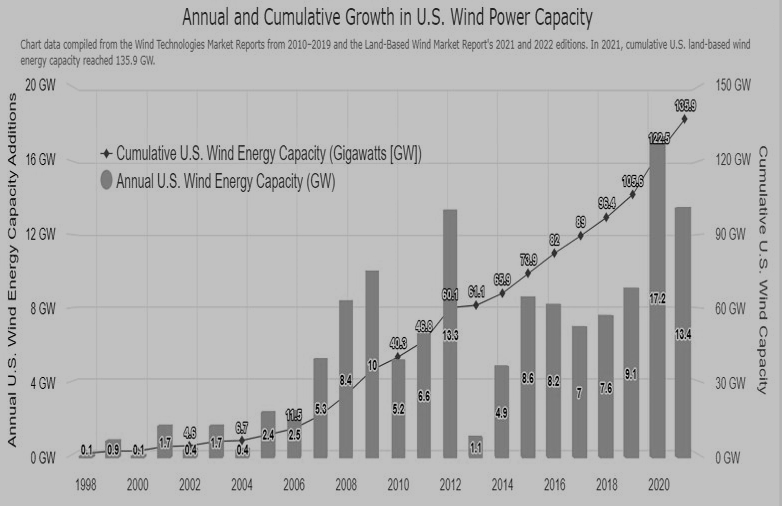 Annual and Cumulative Growth in U.S. Wind Power Capacity
Chart data compiled from the Wind Technologies Market Reports from 2010-2019 and the Land-Based Wind Market Report's 2021 and 2022 editions. In 2021, cumulative U.S. land-based wind
energy capacity reached 135.9 GW.
20 GW
16 GW
12 GW
8 GW
4 GW
0 GW
Annual U.S. Wind Energy Capacity Additions
Cumulative U.S. Wind Energy Capacity (Gigawatts [GW])
Annual U.S. Wind Energy Capacity (GW)
150 GW
120 GW
90 GW
60 GW
30 GW
0 GW
Cumulative U.S. Wind Capacity
4.6
6.7
11.5
40.3
46.8
60.1
61.1
65.9
73.9
82
89
96.4
105.6
122.5
135.9
0.1
0.9
0.1
1.7
0.4
1.7
0.4
2.4
2.5
5.3
8.4
10
5.2
6.6
13.3
1.1
4.9
8.6
8.2
7
7.6
9.1
17.2
13.4
1998 2000 2002 2004 2006 2008 2010 2012 2014 2016 2018 2020